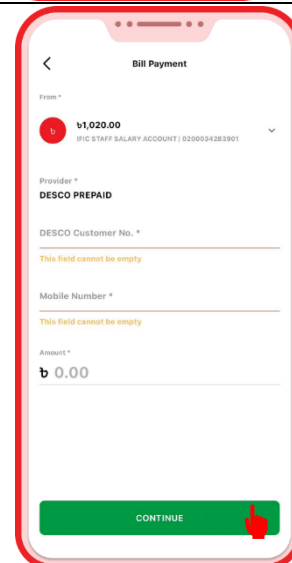 Bill Payment
From *
৳
৳1,020.00
IFIC STAFF SALARY ACCOUNT | 0200034283901
Provider *
DESCO PREPAID
DESCO Customer No. *
This field cannot be empty
Mobile Number *
This field cannot be empty
Amount *
৳ 0.00
CONTINUE